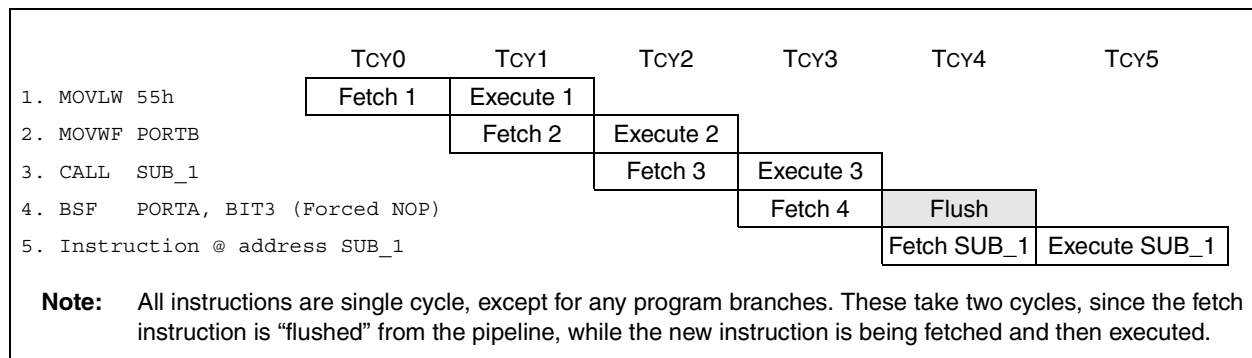 TCY0 TCY1 TCY2 TCY3 TCY4 TCY5
1. MOVLW 55h Fetch 1 Execute 1
2. MOVWF PORTB Fetch 2 Execute 2
3. CALL SUB_1 Fetch 3 Execute 3
4. BSF PORTA, BIT3 (Forced NOP) Fetch 4 Flush
5. Instruction @ address SUB_1 Fetch SUB_1 Execute SUB_1
Note: All instructions are single cycle, except for any program branches. These take two cycles, since the fetch
instruction is “flushed” from the pipeline, while the new instruction is being fetched and then executed.